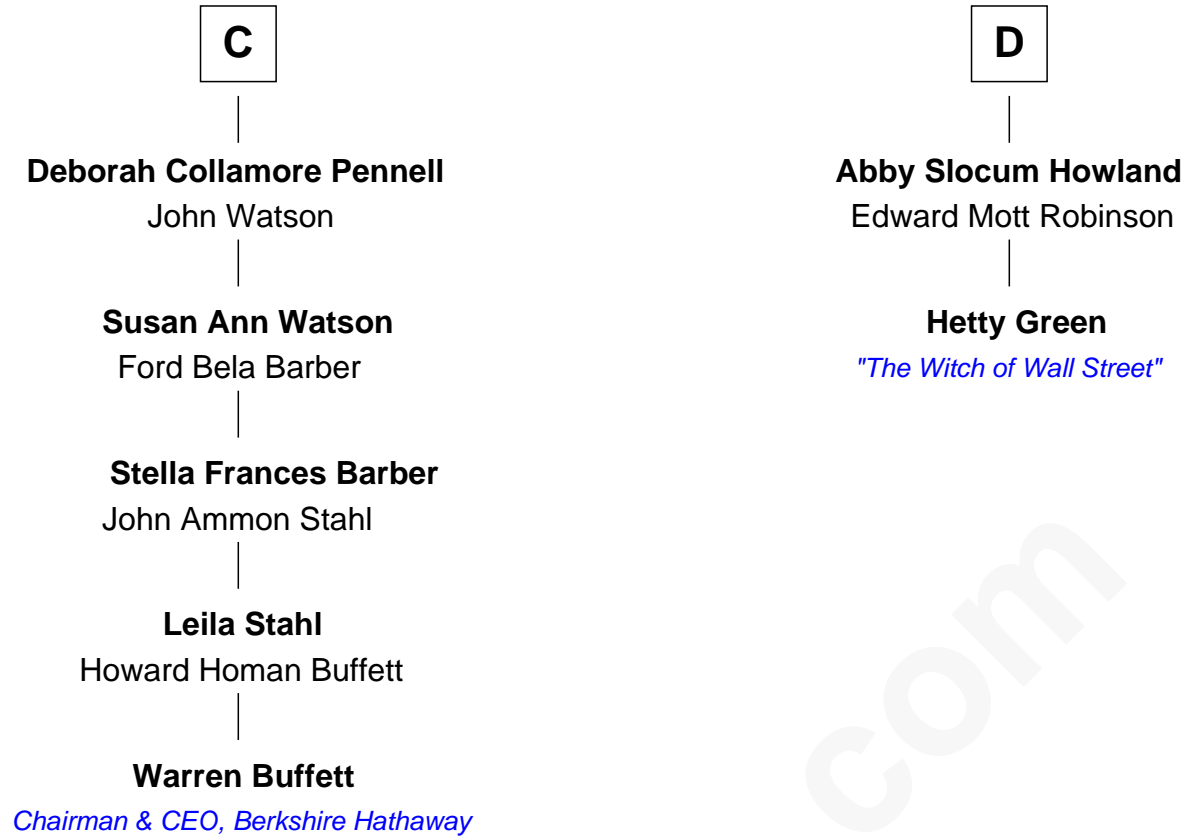 C
Deborah Collamore Pennell
John Watson
Susan Ann Watson
Ford Bela Barber
Stella Frances Barber
John Ammon Stahl
Leila Stahl
Howard Homan Buffett
Warren Buffett
Chairman & CEO, Berkshire Hathaway
D
Abby Slocum Howland
Edward Mott Robinson
Hetty Green
"The Witch of Wall Street"
com